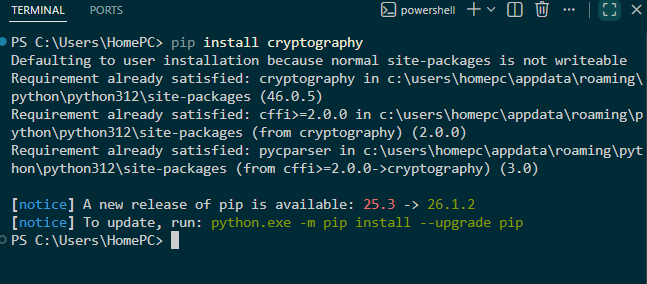 TERMINAL PORTS powershell
PS C:\Users\HomePC> pip install cryptography
Defaulting to user installation because normal site-packages is not writeable
Requirement already satisfied: cryptography in c:\users\homepc\appdata\roaming\
python\python312\site-packages (46.0.5)
Requirement already satisfied: cffi>=2.0.0 in c:\users\homepc\appdata\roaming\p
ython\python312\site-packages (from cryptography) (2.0.0)
Requirement already satisfied: pycparser in c:\users\homepc\appdata\roaming\pyt
hon\python312\site-packages (from cffi>=2.0.0->cryptography) (3.0)
[notice] A new release of pip is available: 25.3 -> 26.1.2
[notice] To update, run: python.exe -m pip install --upgrade pip
PS C:\Users\HomePC>